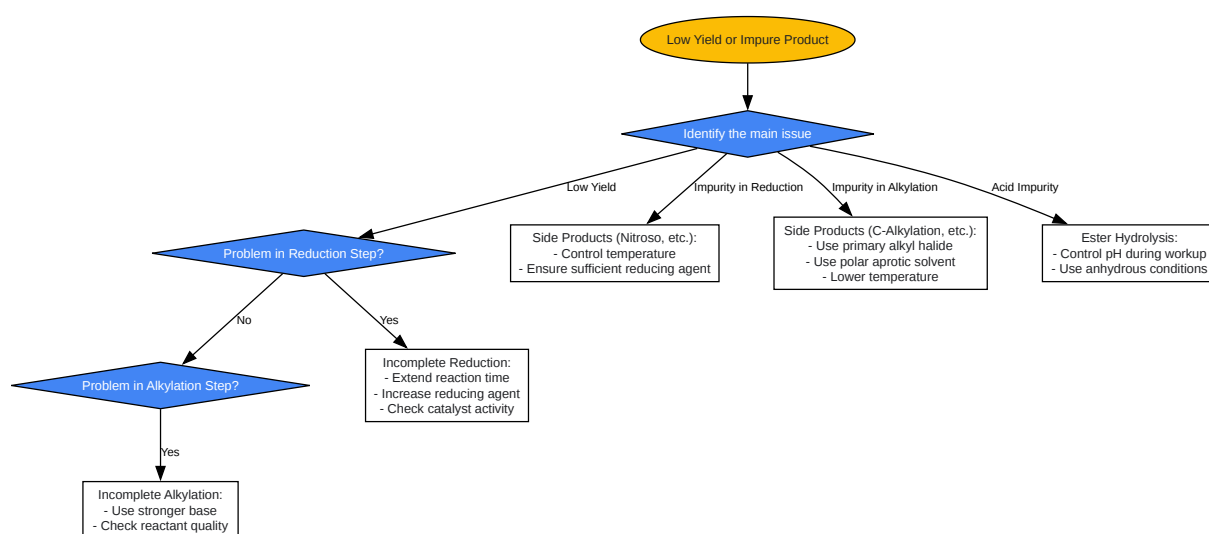 Low Yield or Impure Product
Identify the main issue
Low Yield
Impurity in Reduction
Impurity in Alkylation
Acid Impurity
Problem in Reduction Step?
Side Products (Nitroso, etc.):
- Control temperature
- Ensure sufficient reducing agent
Side Products (C-Alkylation, etc.):
- Use primary alkyl halide
- Use polar aprotic solvent
- Lower temperature
Ester Hydrolysis:
- Control pH during workup
- Use anhydrous conditions
No
Yes
Problem in Alkylation Step?
Incomplete Reduction:
- Extend reaction time
- Increase reducing agent
- Check catalyst activity
Yes
Incomplete Alkylation:
- Use stronger base
- Check reactant quality